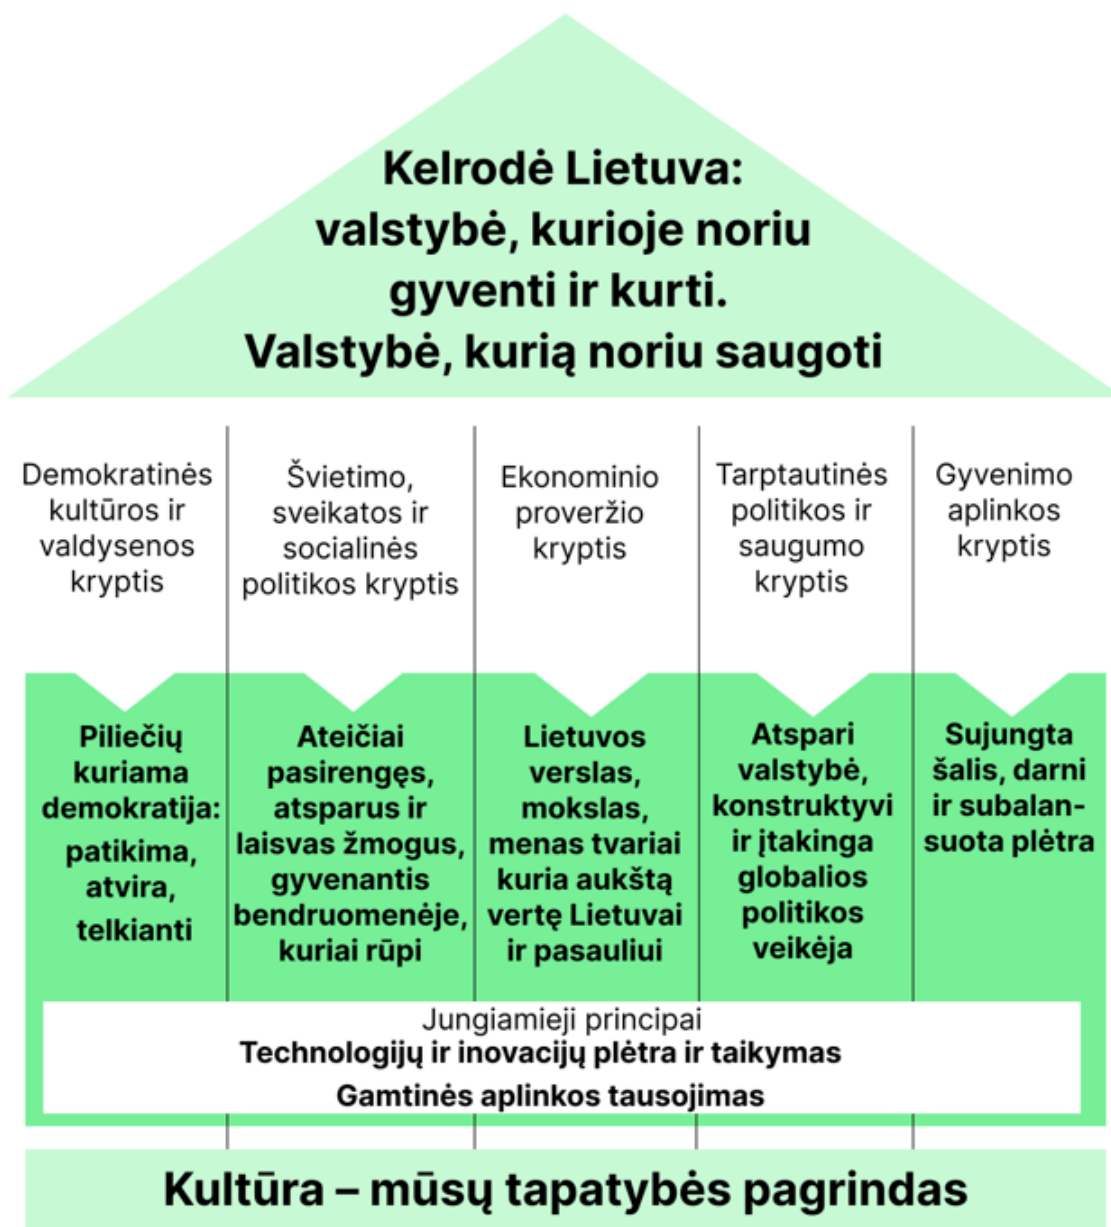 Kelrodė Lietuva:
valstybė, kurioje noriu
gyventi ir kurti.
Valstybė, kurią noriu saugoti
Demokratinės
kultūros ir
valdysenos
kryptis
Švietimo,
sveikatos ir
socialinės
politikos kryptis
Ekonominio
proveržio
kryptis
Tarptautinės
politikos ir
saugumo
kryptis
Gyvenimo
aplinkos
kryptis
Piliečių
kuriama
demokratija:
patikima,
atvira,
telkianti
Ateičiai
pasirengęs,
atsparus ir
laisvas žmogus,
gyvenantis
bendruomenėje,
kuriai rūpi
Lietuvos
verslas,
mokslas,
menas tvariai
kuria aukštą
vertę Lietuvai
ir pasauliui
Atspari
valstybė,
konstruktyvi
ir įtakinga
globalios
politikos
veikėja
Sujungta
šalis, darni
ir subalan-
suota plėtra
Jungiamieji principai
Technologijų ir inovacijų plėtra ir taikymas
Gamtinės aplinkos tausojimas
Kultūra – mūsų tapatybės pagrindas